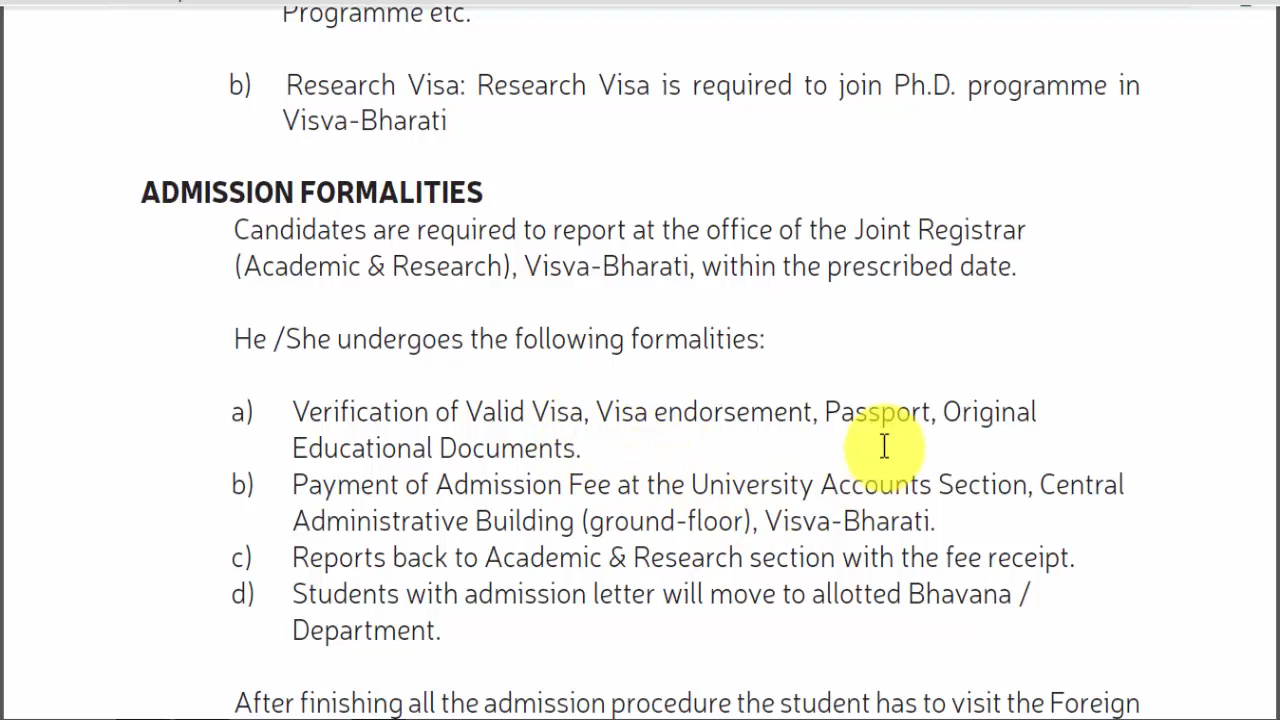 Programme etc.
b) Research Visa: Research Visa is required to join Ph.D. programme in
Visva-Bharati
ADMISSION FORMALITIES
Candidates are required to report at the office of the Joint Registrar
(Academic & Research), Visva-Bharati, within the prescribed date.
He /She undergoes the following formalities:
a) Verification of Valid Visa, Visa endorsement, Passport, Original
Educational Documents.
b) Payment of Admission Fee at the University Accounts Section, Central
Administrative Building (ground-floor), Visva-Bharati.
c) Reports back to Academic & Research section with the fee receipt.
d) Students with admission letter will move to allotted Bhavana /
Department.
After finishing all the admission procedure the student has to visit the Foreign